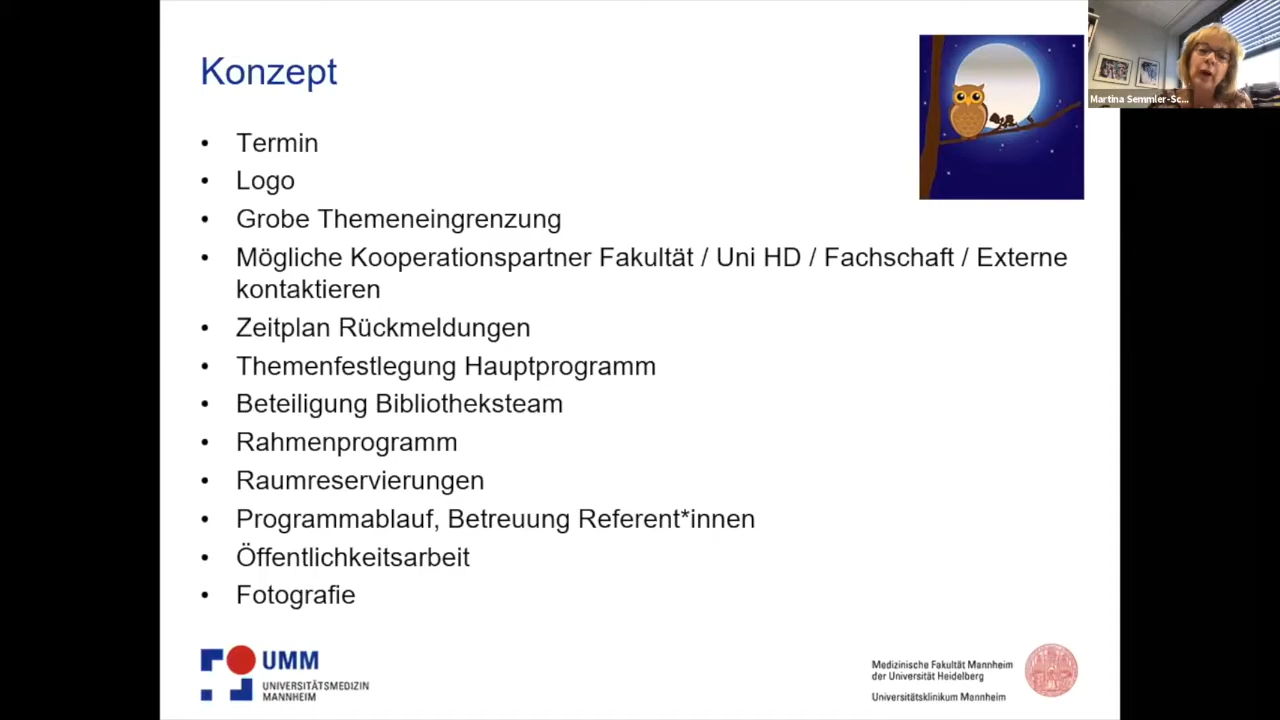 Konzept
Martina Semmler-Sc...
• Termin
• Logo
• Grobe Themeneingrenzung
• Mögliche Kooperationspartner Fakultät / Uni HD / Fachschaft / Externe
kontaktieren
• Zeitplan Rückmeldungen
• Themenfestlegung Hauptprogramm
• Beteiligung Bibliotheksteam
• Rahmenprogramm
• Raumreservierungen
• Programmablauf, Betreuung Referent*innen
• Öffentlichkeitsarbeit
• Fotografie
UMM
UNIVERSITÄTSMEDIZIN
MANNHEIM
Medizinische Fakultät Mannheim
der Universität Heidelberg
Universitätsklinikum Mannheim